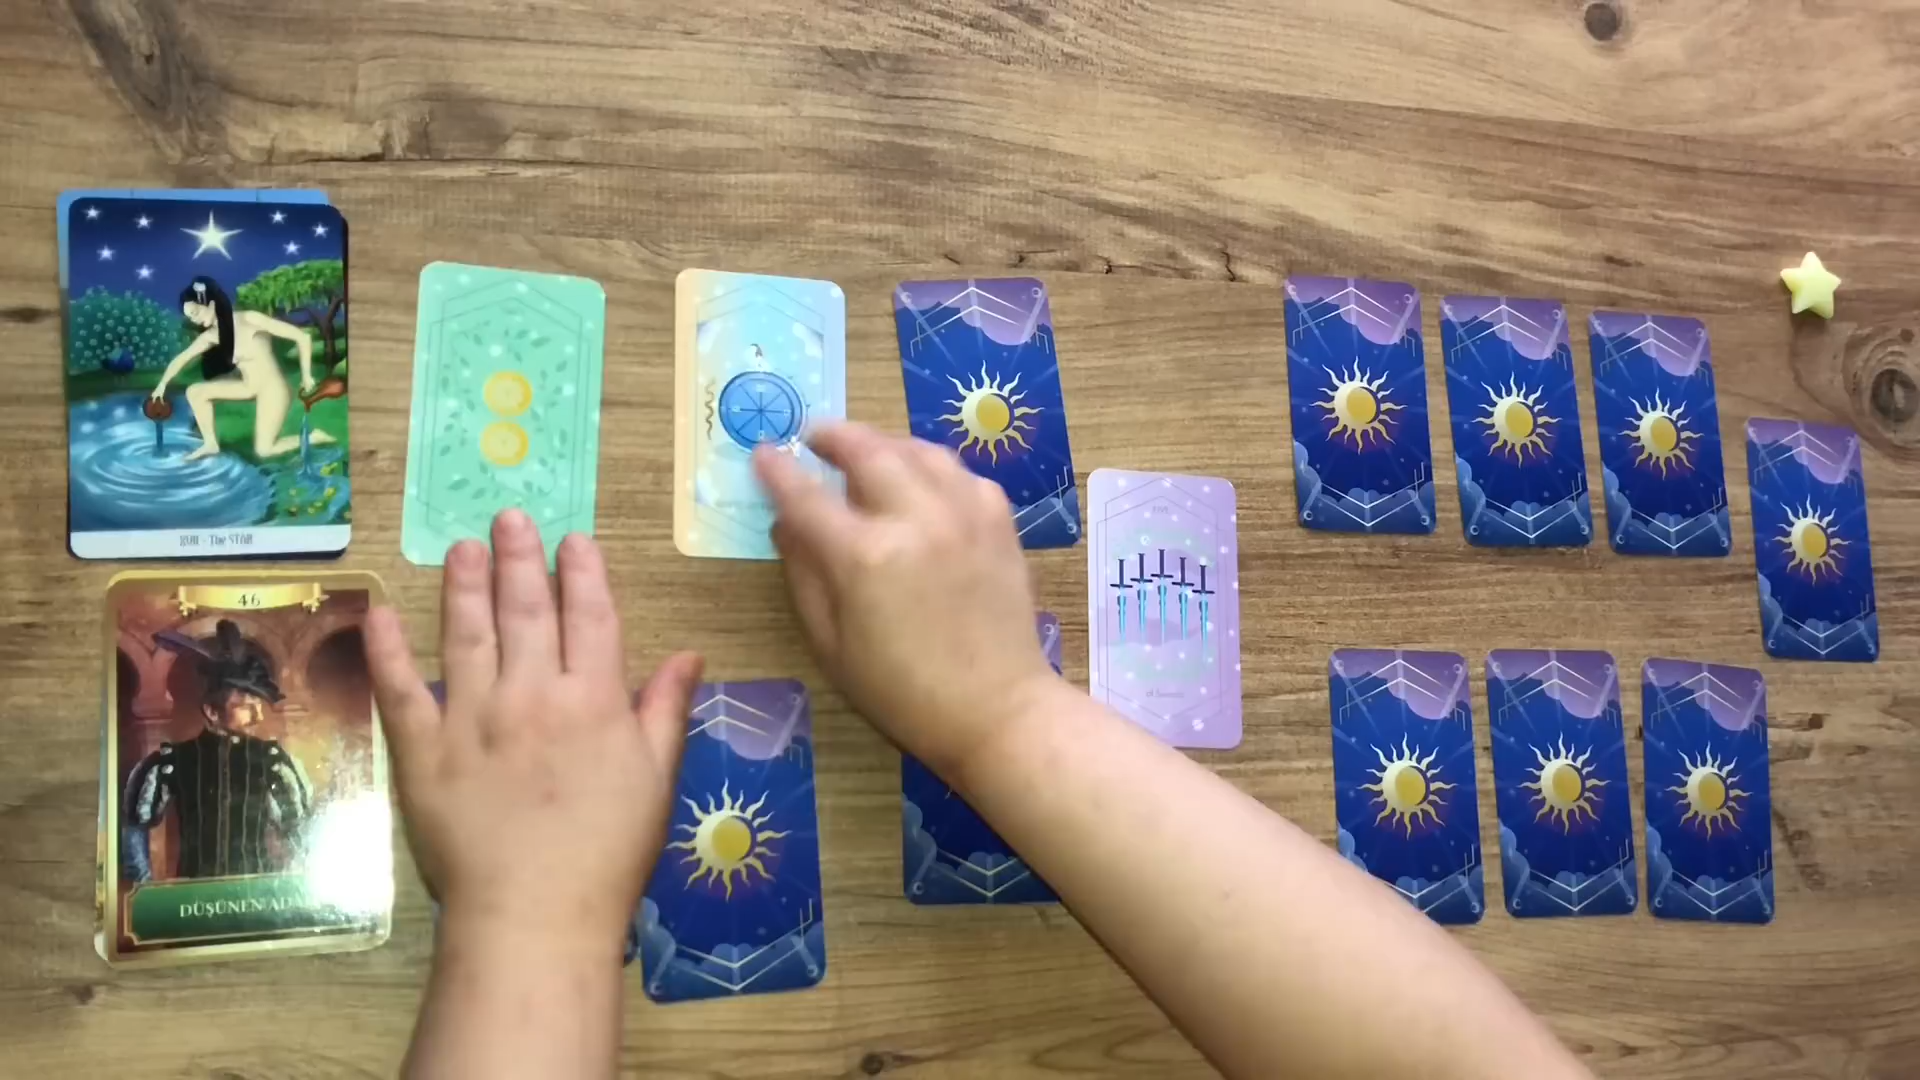 XVII - The STAR
46
DÜŞÜNEN ADA
FIVE
of Swords